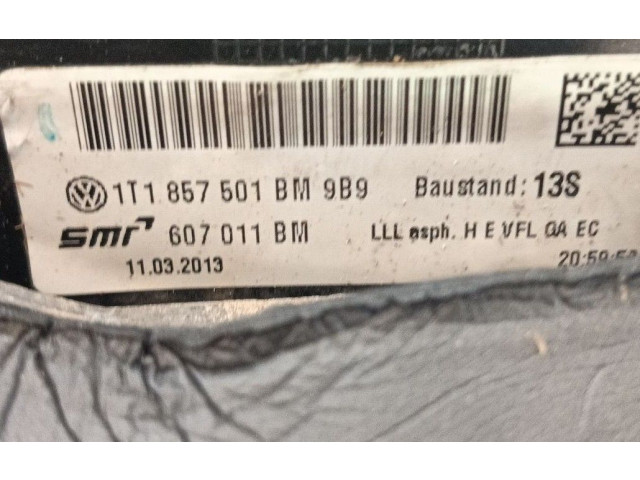 1T1 857 501 BM 9B9 Baustand: 13S
smr 607 011 BM LLL asph. H E VFL GA EC
11.03.2013